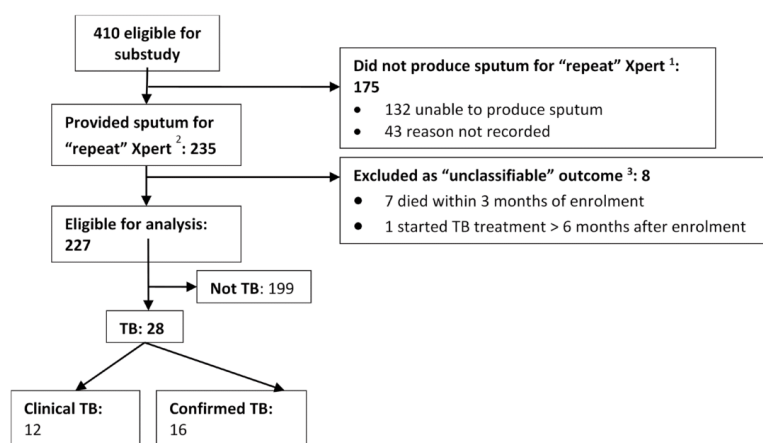 410 eligible for
substudy
Did not produce sputum for “repeat” Xpert ¹:
175
• 132 unable to produce sputum
• 43 reason not recorded
Provided sputum for
“repeat” Xpert ²: 235
Excluded as “unclassifiable” outcome ³: 8
• 7 died within 3 months of enrolment
• 1 started TB treatment > 6 months after enrolment
Eligible for analysis:
227
Not TB: 199
TB: 28
Clinical TB:
12
Confirmed TB:
16